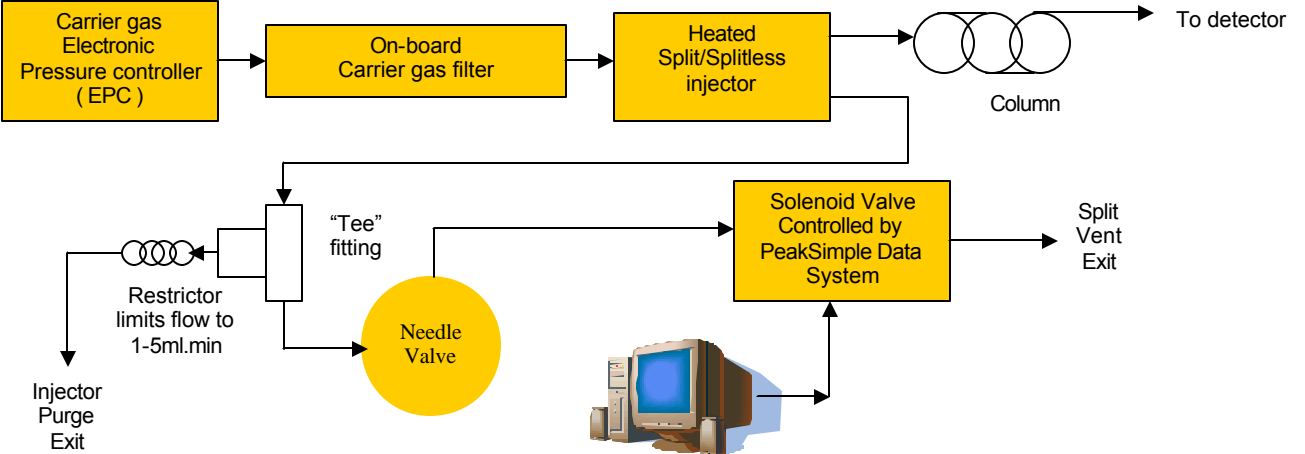 Carrier gas
Electronic
Pressure controller
( EPC )
On-board
Carrier gas filter
Heated
Split/Splitless
injector
To detector
Column
“Tee”
fitting
Restrictor
limits flow to
1-5ml.min
Injector
Purge
Exit
Needle
Valve
Solenoid Valve
Controlled by
PeakSimple Data
System
Split
Vent
Exit